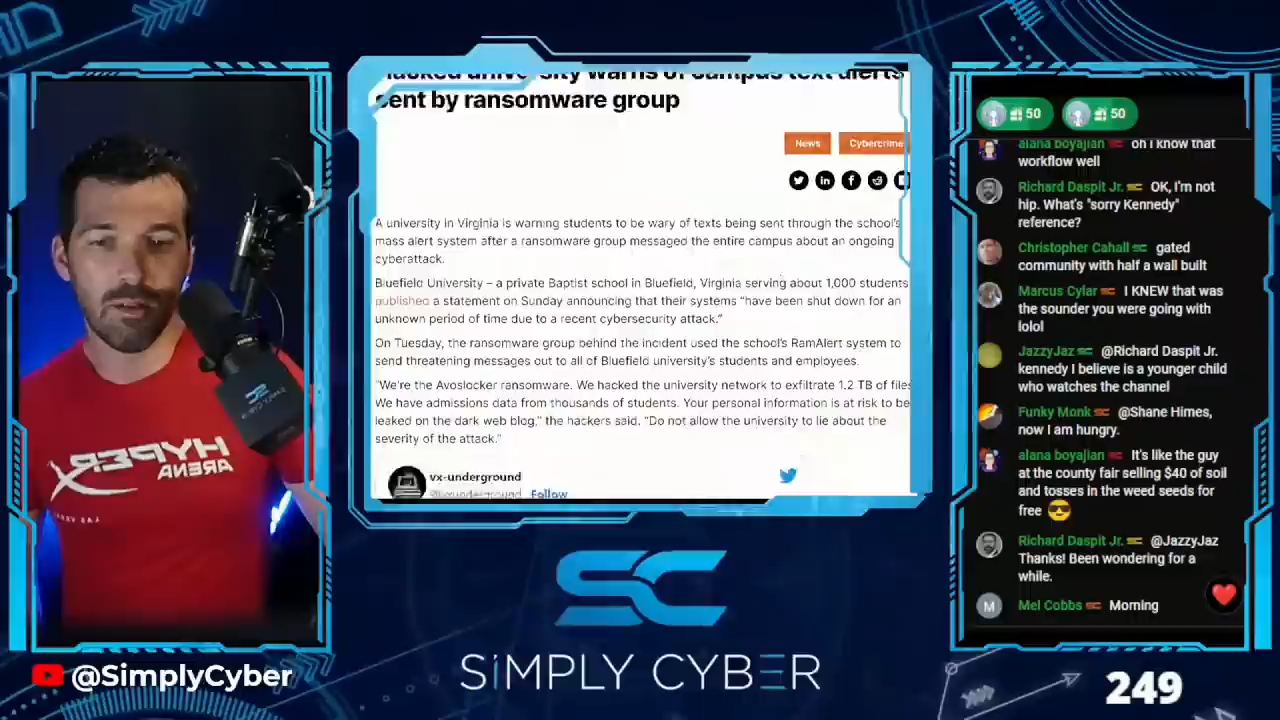 hacked university warns of campus text alerts
sent by ransomware group
News
Cybercrime
A university in Virginia is warning students to be wary of texts being sent through the school's
mass alert system after a ransomware group messaged the entire campus about an ongoing
cyberattack.
Bluefield University – a private Baptist school in Bluefield, Virginia serving about 1,000 students
published a statement on Sunday announcing that their systems "have been shut down for an
unknown period of time due to a recent cybersecurity attack."
On Tuesday, the ransomware group behind the incident used the school's RamAlert system to
send threatening messages out to all of Bluefield university's students and employees.
"We're the Avoslocker ransomware. We hacked the university network to exfiltrate 1.2 TB of files
We have admissions data from thousands of students. Your personal information is at risk to be
leaked on the dark web blog," the hackers said. "Do not allow the university to lie about the
severity of the attack."
vx-underground
@vxunderground Follow
HYPER
ARENA
SC
SIMPLY CYBER
@SimplyCyber
50
50
alana boyajian oh I know that
workflow well
Richard Daspit Jr. OK, I'm not
hip. What's "sorry Kennedy"
reference?
Christopher Cahall gated
community with half a wall built
Marcus Cylar I KNEW that was
the sounder you were going with
lolol
JazzyJaz @Richard Daspit Jr.
kennedy I believe is a younger child
who watches the channel
Funky Monk @Shane Himes,
now I am hungry.
alana boyajian It's like the guy
at the county fair selling $40 of soil
and tosses in the weed seeds for
free 😎
Richard Daspit Jr. @JazzyJaz
Thanks! Been wondering for a
while.
M
Mel Cobbs Morning
249